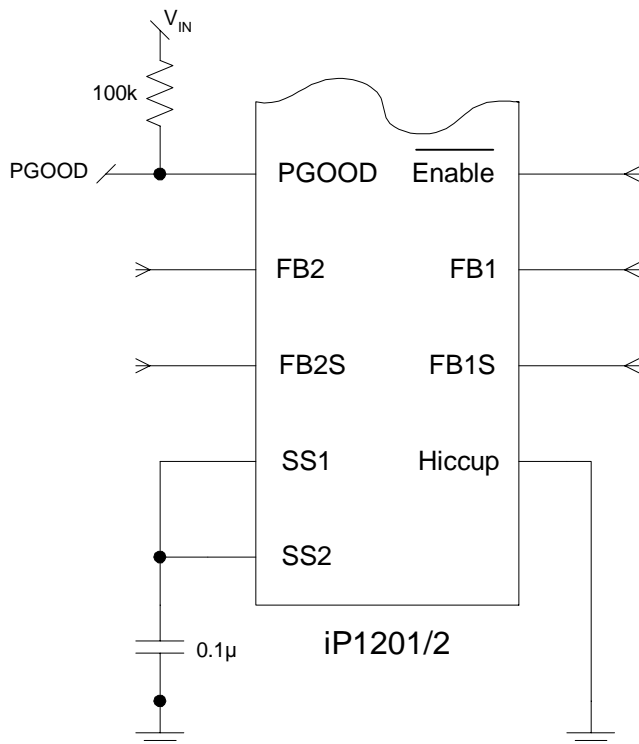 V_IN
100k
PGOOD
PGOOD
Enable
FB2
FB1
FB2S
FB1S
SS1
Hiccup
SS2
0.1µ
iP1201/2